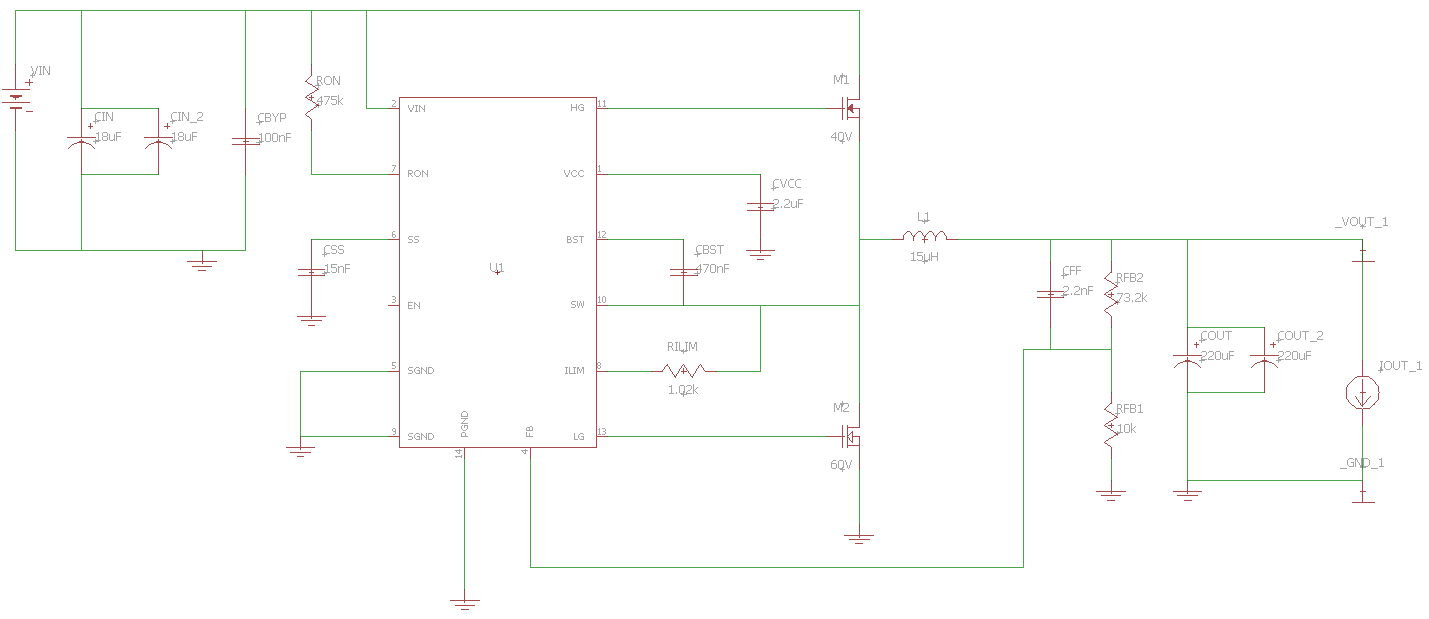 VIN
CIN
18uF
CIN_2
18uF
CBYP
100nF
RON
475k
CSS
15nF
2
VIN
7
RON
6
SS
3
EN
5
SGND
9
SGND
U1
PGND
14
FB
4
HG
11
VCC
1
BST
12
SW
10
ILIM
8
LG
13
CVCC
2.2uF
CBST
470nF
RILIM
1.02k
M1
40V
M2
60V
L1
15µH
CFF
2.2nF
RFB2
73.2k
RFB1
10k
COUT
220uF
COUT_2
220uF
_VOUT_1
IOUT_1
_GND_1